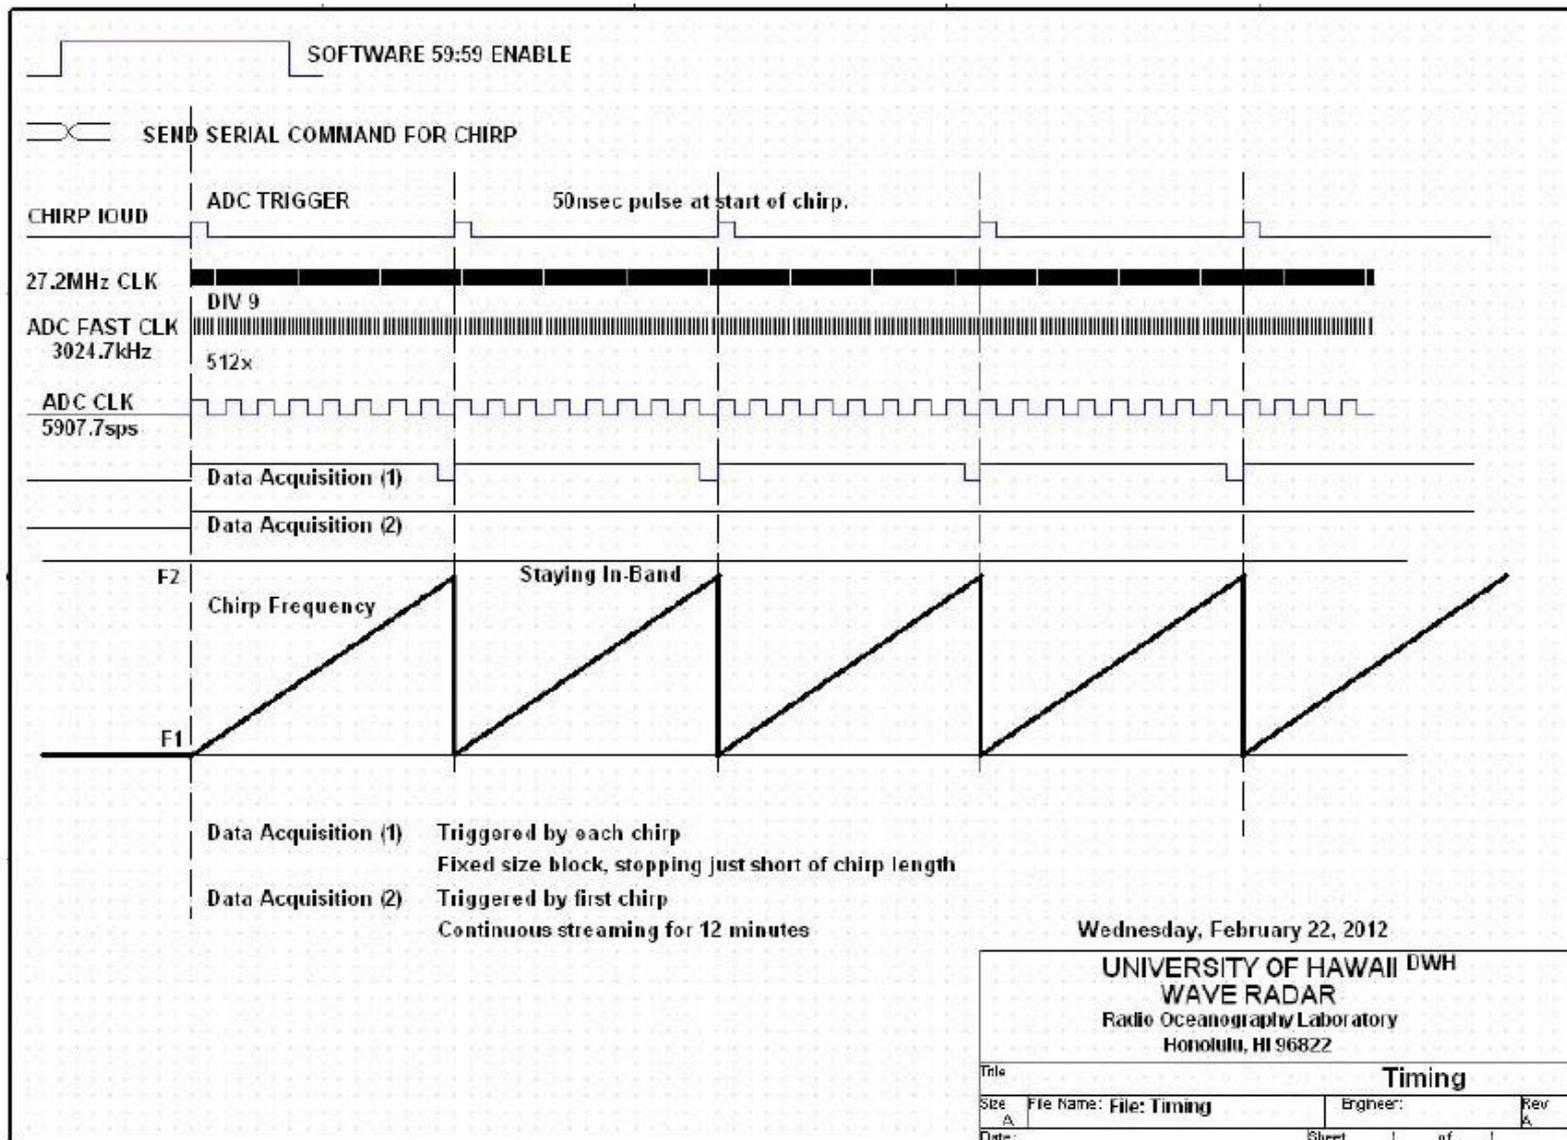 SOFTWARE 59:59 ENABLE
SEND SERIAL COMMAND FOR CHIRP
ADC TRIGGER
50nsec pulse at start of chirp.
CHIRP IOUD
27.2MHz CLK
DIV 9
ADC FAST CLK
3024.7kHz
512x
ADC CLK
5907.7sps
Data Acquisition (1)
Data Acquisition (2)
F2
Staying In-Band
Chirp Frequency
F1
Data Acquisition (1) Triggered by each chirp
Fixed size block, stopping just short of chirp length
Data Acquisition (2) Triggered by first chirp
Continuous streaming for 12 minutes
Wednesday, February 22, 2012
UNIVERSITY OF HAWAII DWH
WAVE RADAR
Radio Oceanography Laboratory
Honolulu, HI 96822
Title
Timing
Size File Name: File: Timing Engineer: Rev
A A
Date: Sheet 1 of 1